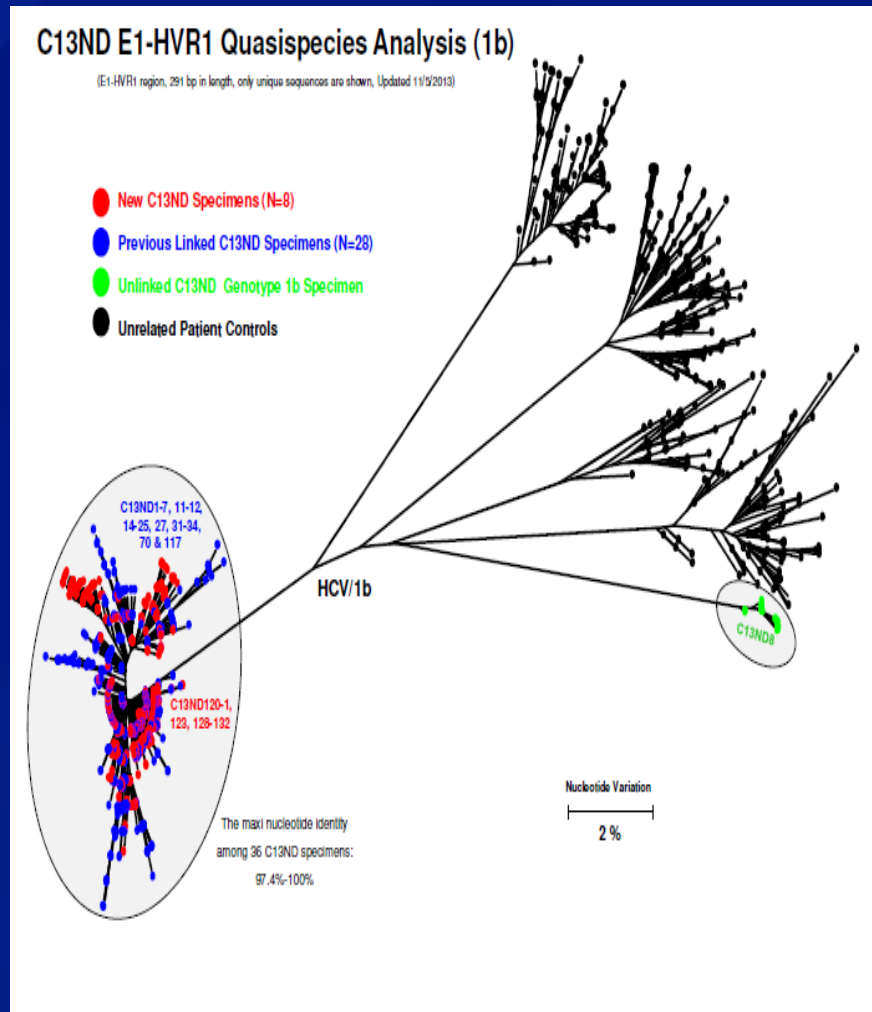 C13ND E1-HVR1 Quasispecies Analysis (1b)
(E1-HVR1 region, 291 bp in length, only unique sequences are shown, Updated 11/5/2013)
New C13ND Specimens (N=8)
Previous Linked C13ND Specimens (N=28)
Unlinked C13ND Genotype 1b Specimen
Unrelated Patient Controls
C13ND1-7, 11-12,
14-25, 27, 31-34,
70 & 117
HCV/1b
C13ND8
C13ND120-1,
123, 128-132
Nucleotide Variation
2 %
The maxi nucleotide identity
among 36 C13ND specimens:
97.4%-100%